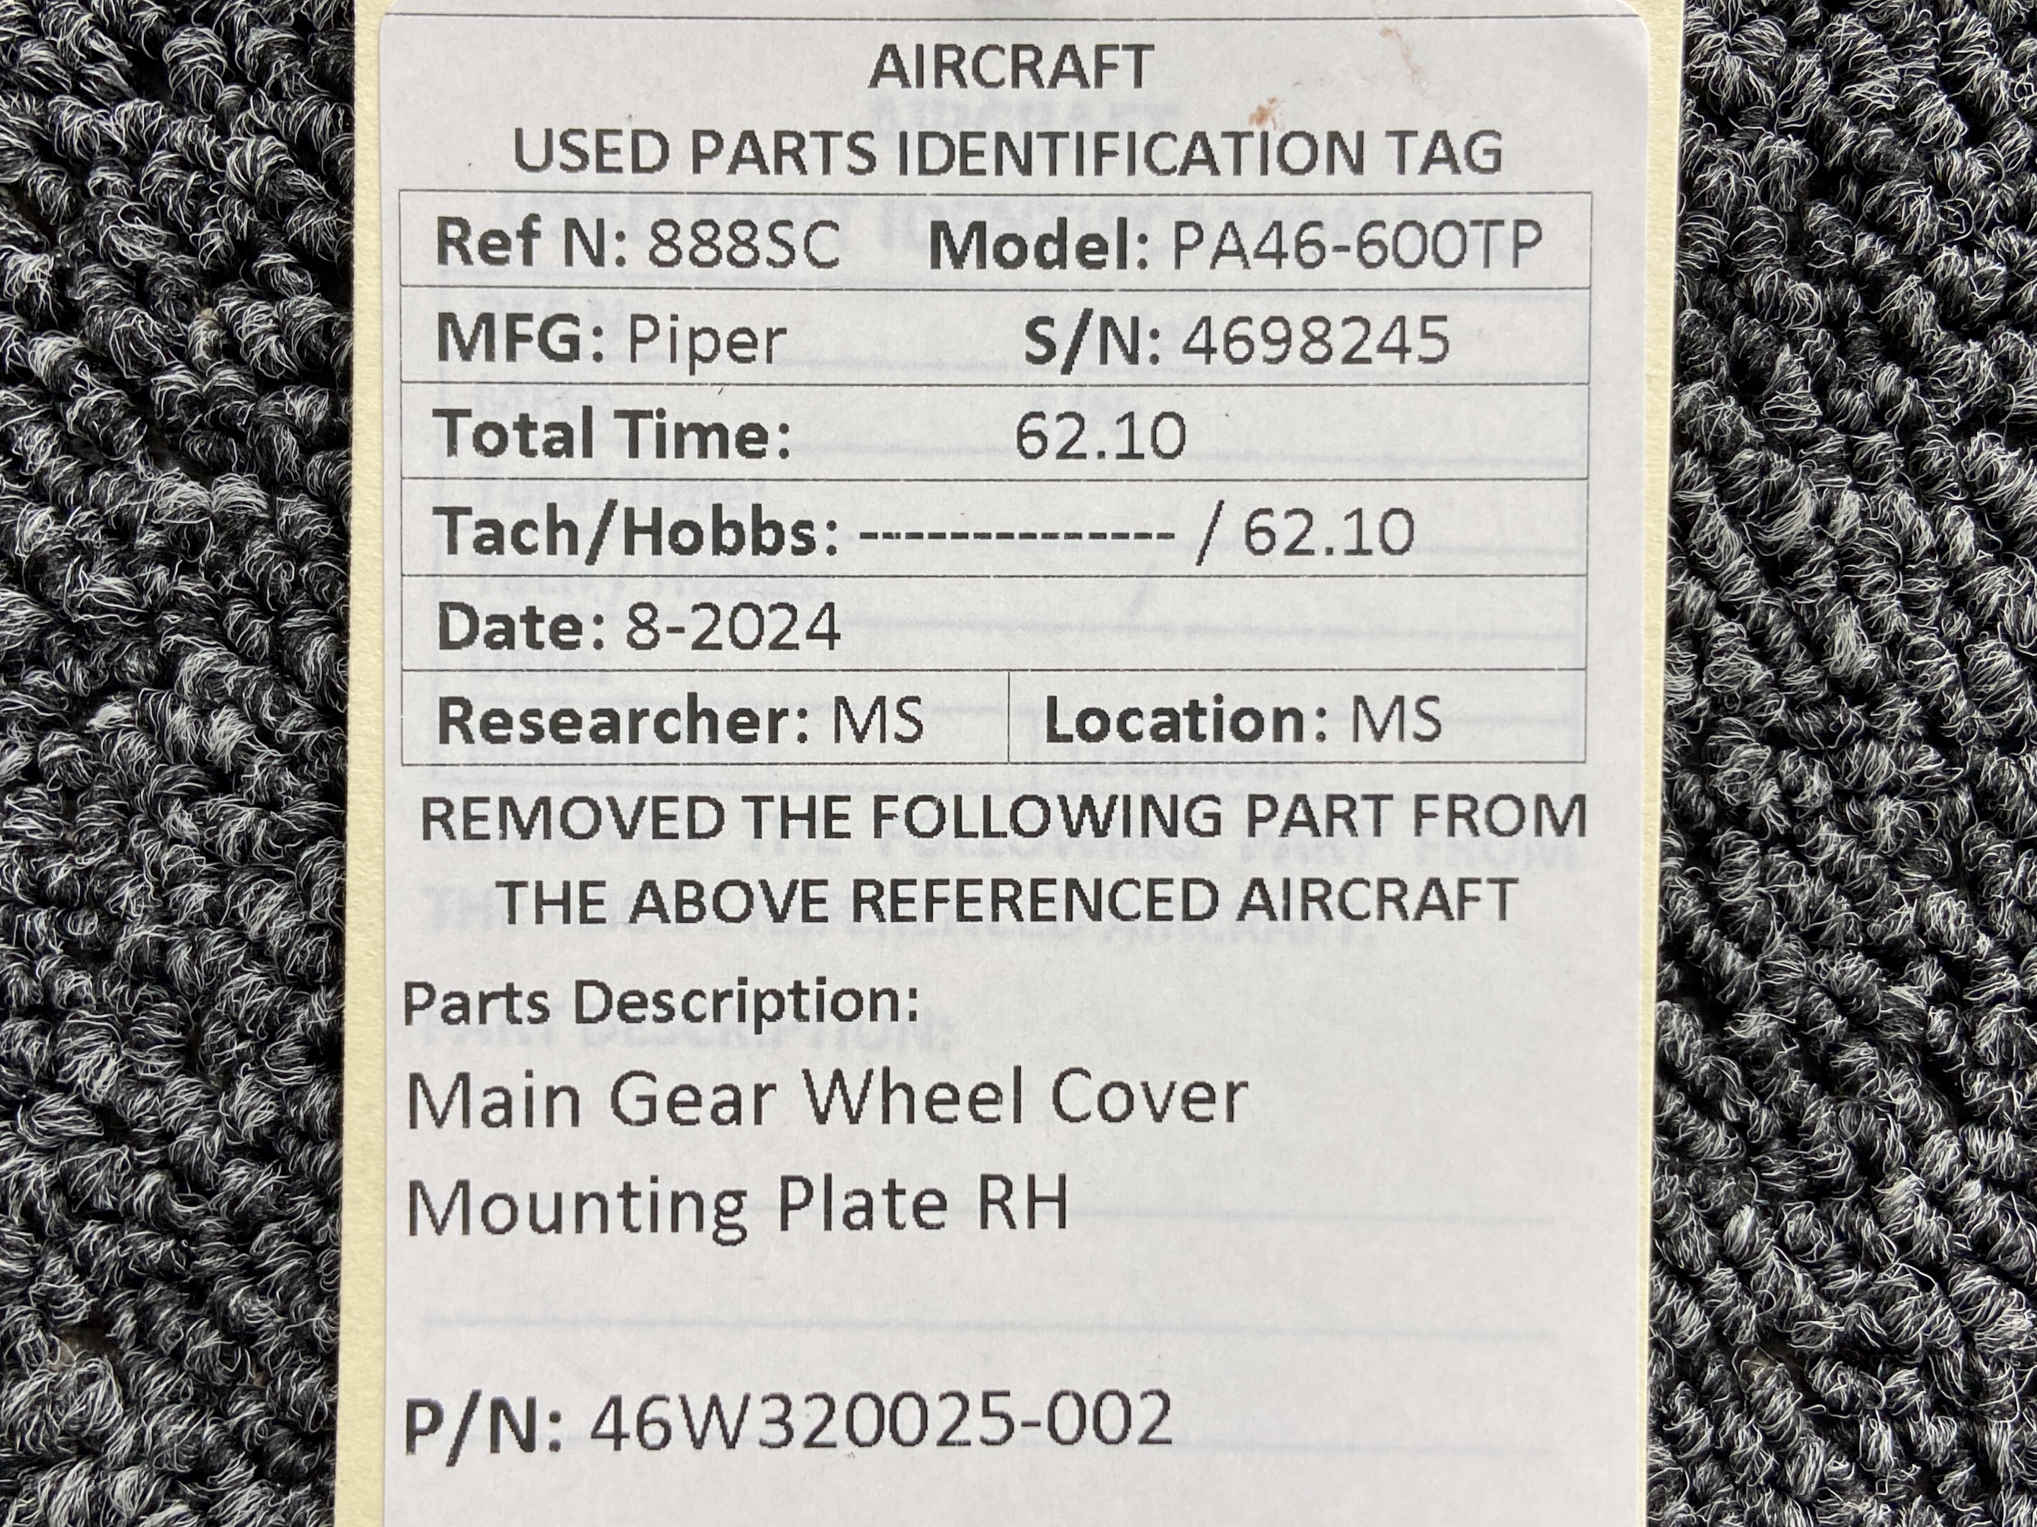 AIRCRAFT
USED PARTS IDENTIFICATION TAG
Ref N: 888SC Model: PA46-600TP
MFG: Piper S/N: 4698245
Total Time: 62.10
Tach/Hobbs: -------------- / 62.10
Date: 8-2024
Researcher: MS Location: MS
REMOVED THE FOLLOWING PART FROM
THE ABOVE REFERENCED AIRCRAFT
Parts Description:
Main Gear Wheel Cover
Mounting Plate RH
P/N: 46W320025-002